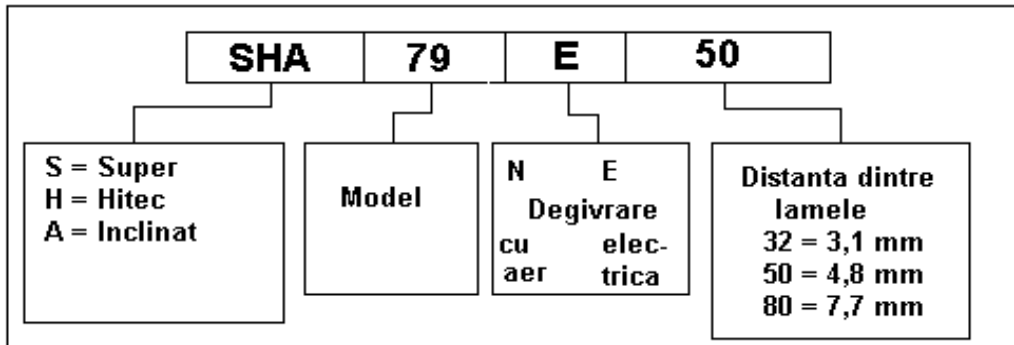 SHA 79 E 50
S = Super
H = Hitec
A = Inclinat
Model
N E
Degivrare
cu elec-
aer trica
Distanta dintre
lamele
32 = 3,1 mm
50 = 4,8 mm
80 = 7,7 mm